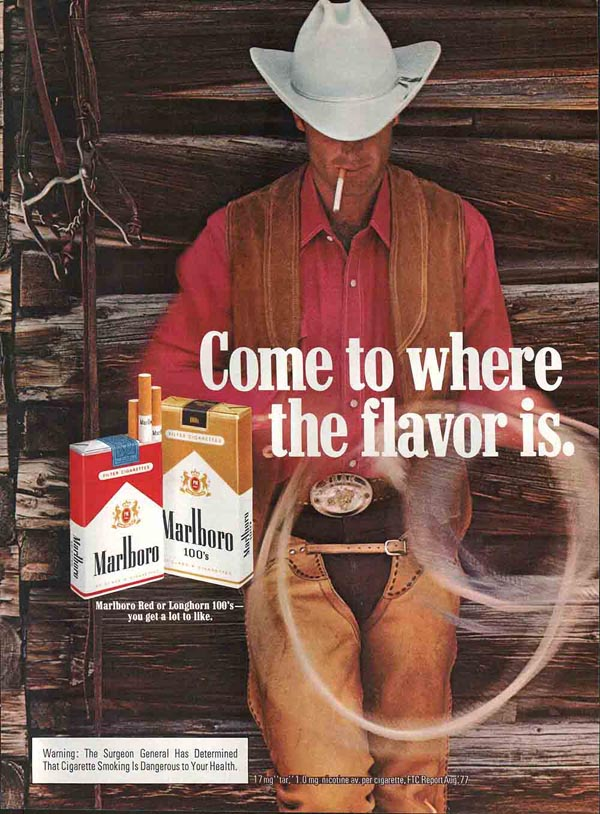 Come to where
the flavor is.
FILTER CIGARETTES
Marlboro
Marlboro
FILTER CIGARETTES
Marlboro
100's
Marlboro
Marlboro Red or Longhorn 100's—
you get a lot to like.
Warning: The Surgeon General Has Determined
That Cigarette Smoking Is Dangerous to Your Health.
17 mg "tar," 1.0 mg nicotine av. per cigarette, FTC Report Aug. '77